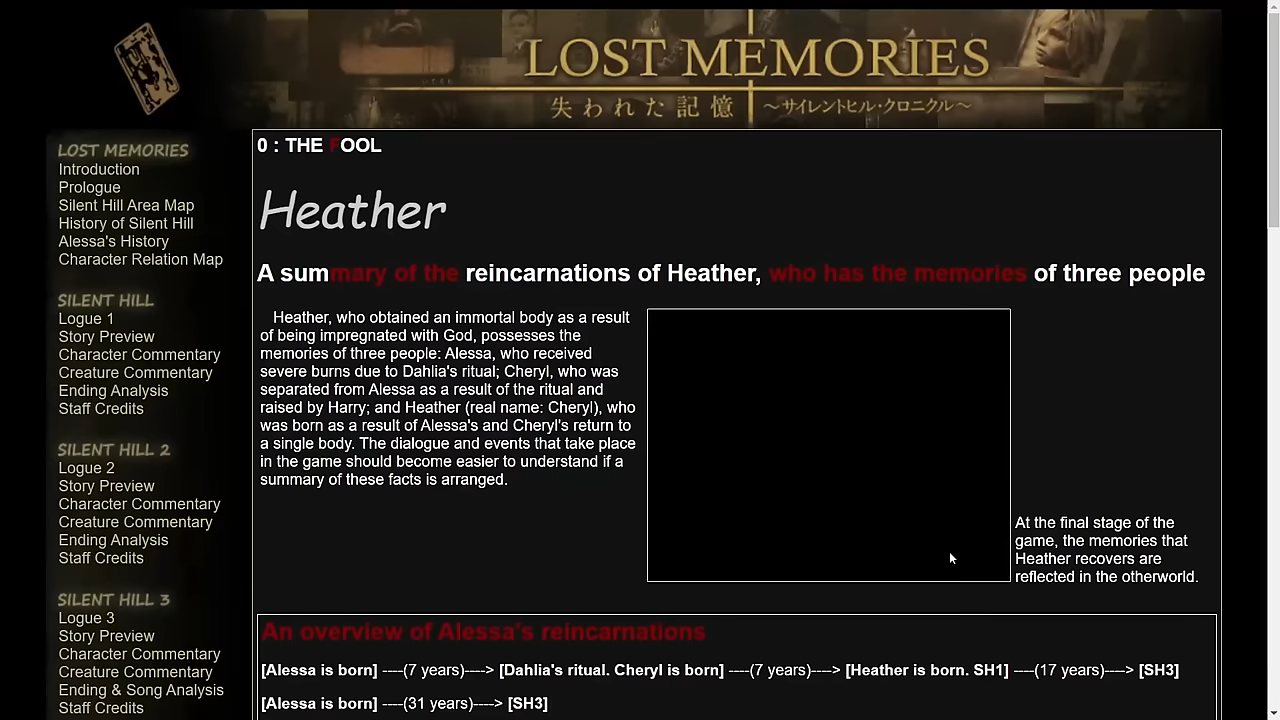 LOST MEMORIES
失われた記憶 ～サイレントヒル・クロニクル～
LOST MEMORIES
Introduction
Prologue
Silent Hill Area Map
History of Silent Hill
Alessa's History
Character Relation Map
SILENT HILL
Logue 1
Story Preview
Character Commentary
Creature Commentary
Ending Analysis
Staff Credits
SILENT HILL 2
Logue 2
Story Preview
Character Commentary
Creature Commentary
Ending Analysis
Staff Credits
SILENT HILL 3
Logue 3
Story Preview
Character Commentary
Creature Commentary
Ending & Song Analysis
Staff Credits
0 : THE FOOL
Heather
A summary of the reincarnations of Heather, who has the memories of three people
Heather, who obtained an immortal body as a result
of being impregnated with God, possesses the
memories of three people: Alessa, who received
severe burns due to Dahlia's ritual; Cheryl, who was
separated from Alessa as a result of the ritual and
raised by Harry; and Heather (real name: Cheryl), who
was born as a result of Alessa's and Cheryl's return to
a single body. The dialogue and events that take place
in the game should become easier to understand if a
summary of these facts is arranged.
At the final stage of the
game, the memories that
Heather recovers are
reflected in the otherworld.
An overview of Alessa's reincarnations
[Alessa is born] ----(7 years)----> [Dahlia's ritual. Cheryl is born] ----(7 years)----> [Heather is born. SH1] ----(17 years)----> [SH3]
[Alessa is born] ----(31 years)----> [SH3]